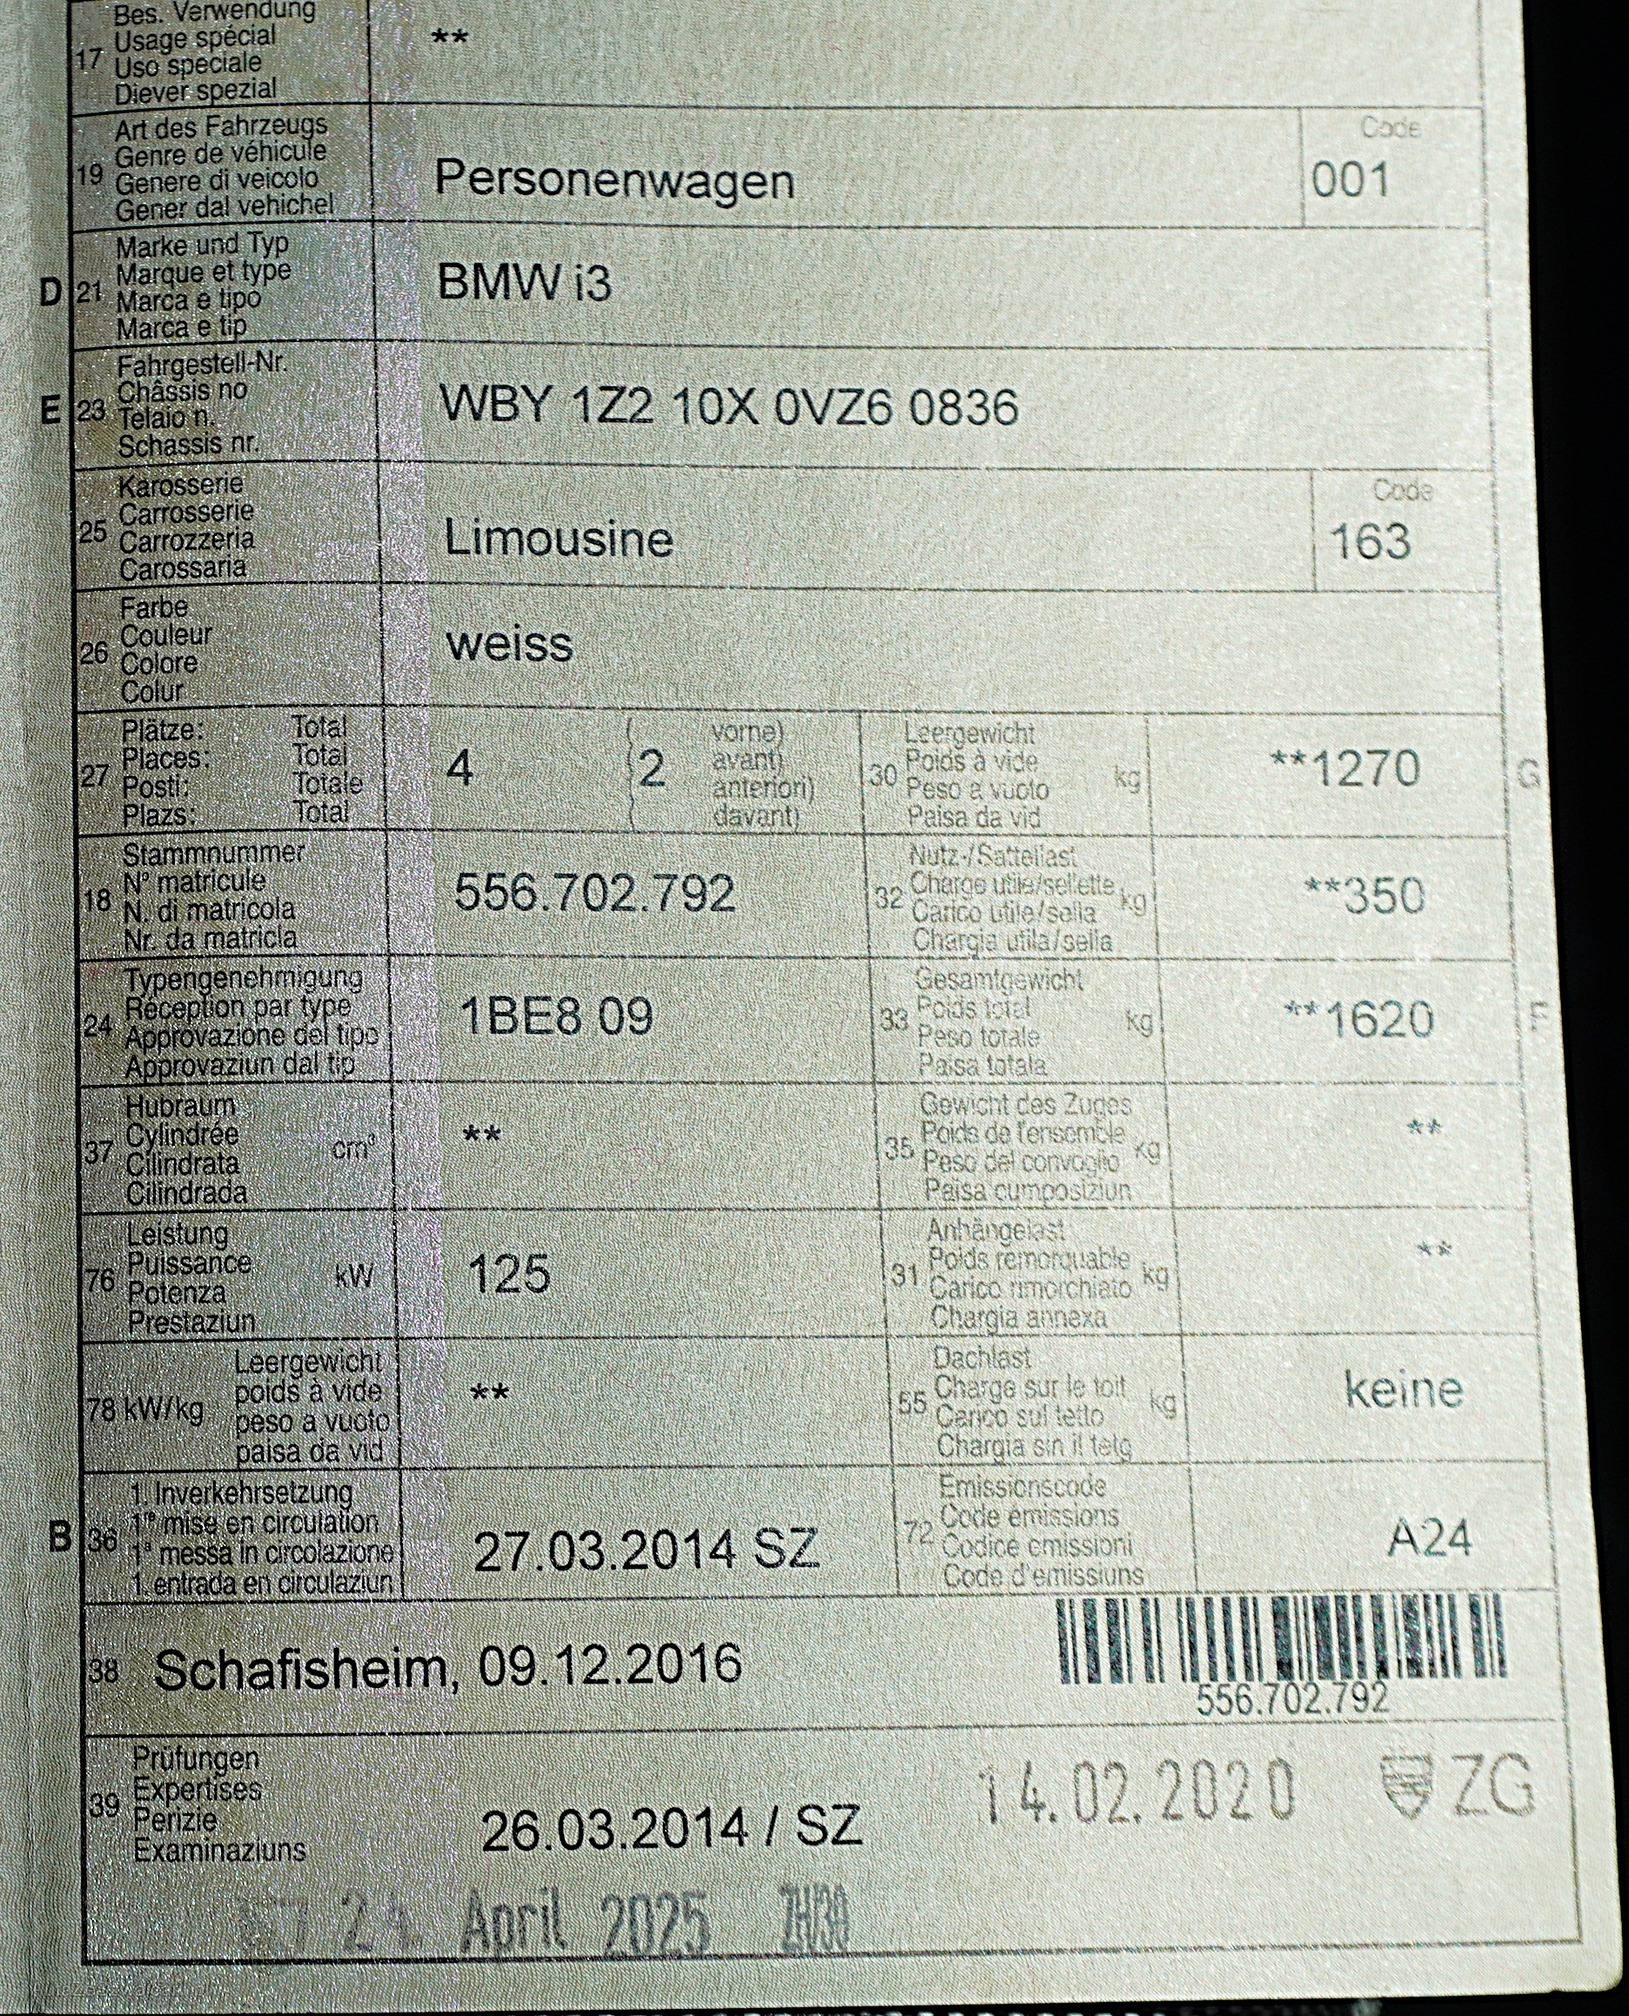 Bes. Verwendung
17 Usage spécial **
Uso speciale
Diever spezial
Art des Fahrzeugs Code
19 Genre de véhicule Personenwagen 001
Genere di veicolo
Gener dal vehichel
Marke und Typ
D 21 Marque et type BMW i3
Marca e tipo
Marca e tip
Fahrgestell-Nr.
E 23 Châssis no WBY 1Z2 10X 0VZ6 0836
Telaio n.
Schassis nr.
Karosserie Code
25 Carrosserie Limousine 163
Carrozzeria
Carossaria
Farbe
26 Couleur weiss
Colore
Colur
Plätze: Total vorne) Leergewicht
27 Places: Total 4 (2 avant) 30 Poids à vide kg **1270 G
Posti: Totale anteriori) Peso a vuoto
Plazs: Total davant) Paisa da vid
Stammnummer Nutz-/Sattellast
18 N° matricule 556.702.792 32 Charge utile/sellette kg **350
N. di matricola Carico utile/sella
Nr. da matricla Chargia utila/sella
Typengenehmigung Gesamtgewicht
24 Réception par type 1BE8 09 33 Poids total kg **1620 F
Approvazione del tipo Peso totale
Approvaziun dal tip Paisa totala
Hubraum Gewicht des Zuges
37 Cylindrée cm³ ** 35 Poids de l'ensemble kg **
Cilindrata Peso del convoglio
Cilindrada Paisa cumposiziun
Leistung Anhängelast
76 Puissance kW 125 31 Poids remorquable kg **
Potenza Carico rimorchiato
Prestaziun Chargia annexa
Leergewicht Dachlast
78 kW/kg poids à vide ** 55 Charge sur le toit kg keine
peso a vuoto Carico sul tetto
paisa da vid Chargia sin il tetg
1. Inverkehrsetzung Emissionscode
B 36 1re mise en circulation 27.03.2014 SZ 72 Code émissions A24
1a messa in circolazione Codice emissioni
1. entrada en circulaziun Code d'emissiuns
38 Schafisheim, 09.12.2016 556.702.792
Prüfungen 14.02.2020 ZG
39 Expertises 26.03.2014 / SZ
Perizie
Examinaziuns
April 2025 ZH30